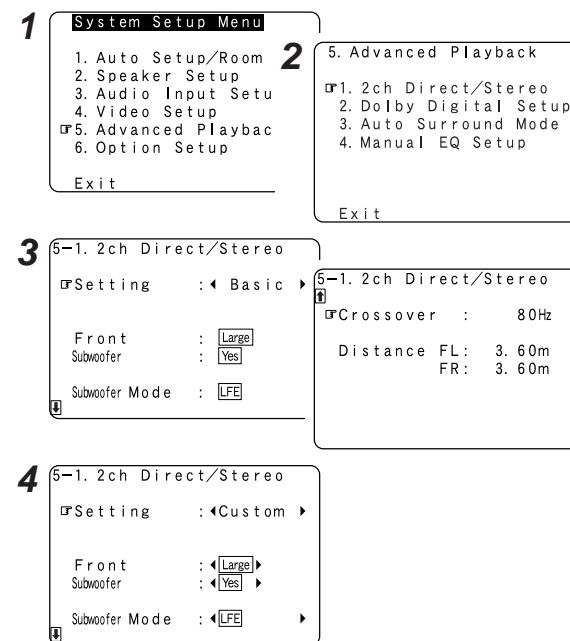 1
System Setup Menu
1. Auto Setup/Room
2. Speaker Setup
3. Audio Input Setu
4. Video Setup
☞5. Advanced Playbac
6. Option Setup
Exit
2
5. Advanced Playback
☞1. 2ch Direct/Stereo
2. Dolby Digital Setup
3. Auto Surround Mode
4. Manual EQ Setup
Exit
3
5-1. 2ch Direct/Stereo
☞Setting :◀ Basic ▶
Front : Large
Subwoofer : Yes
Subwoofer Mode : LFE
5-1. 2ch Direct/Stereo
☞Crossover : 80Hz
Distance FL: 3. 60m
FR: 3. 60m
4
5-1. 2ch Direct/Stereo
☞Setting :◀Custom ▶
Front :◀Large▶
Subwoofer :◀Yes ▶
Subwoofer Mode :◀LFE ▶